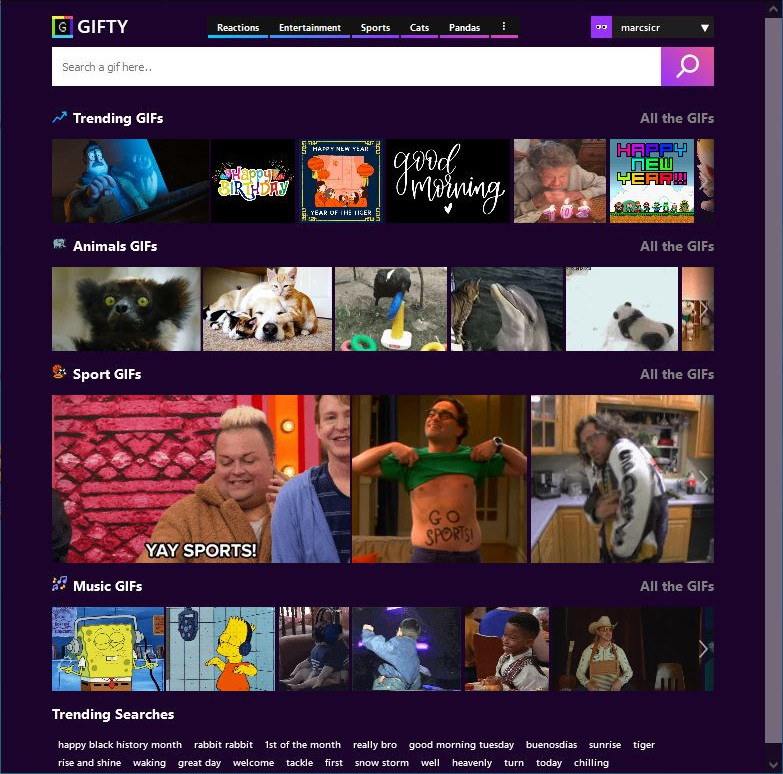 G GIFTY
Reactions Entertainment Sports Cats Pandas
marcsicr
Search a gif here..
Trending GIFs All the GIFs
Happy BIRTHDAY
HAPPY NEW YEAR
YEAR OF THE TIGER
good morning
102
HAPPY
NEW
YEAR!!!
Animals GIFs All the GIFs
Sport GIFs All the GIFs
YAY SPORTS!
GO
SPORTS!
Music GIFs All the GIFs
Trending Searches
happy black history month rabbit rabbit 1st of the month really bro good morning tuesday buenosdías sunrise tiger
rise and shine waking great day welcome tackle first snow storm well heavenly turn today chilling